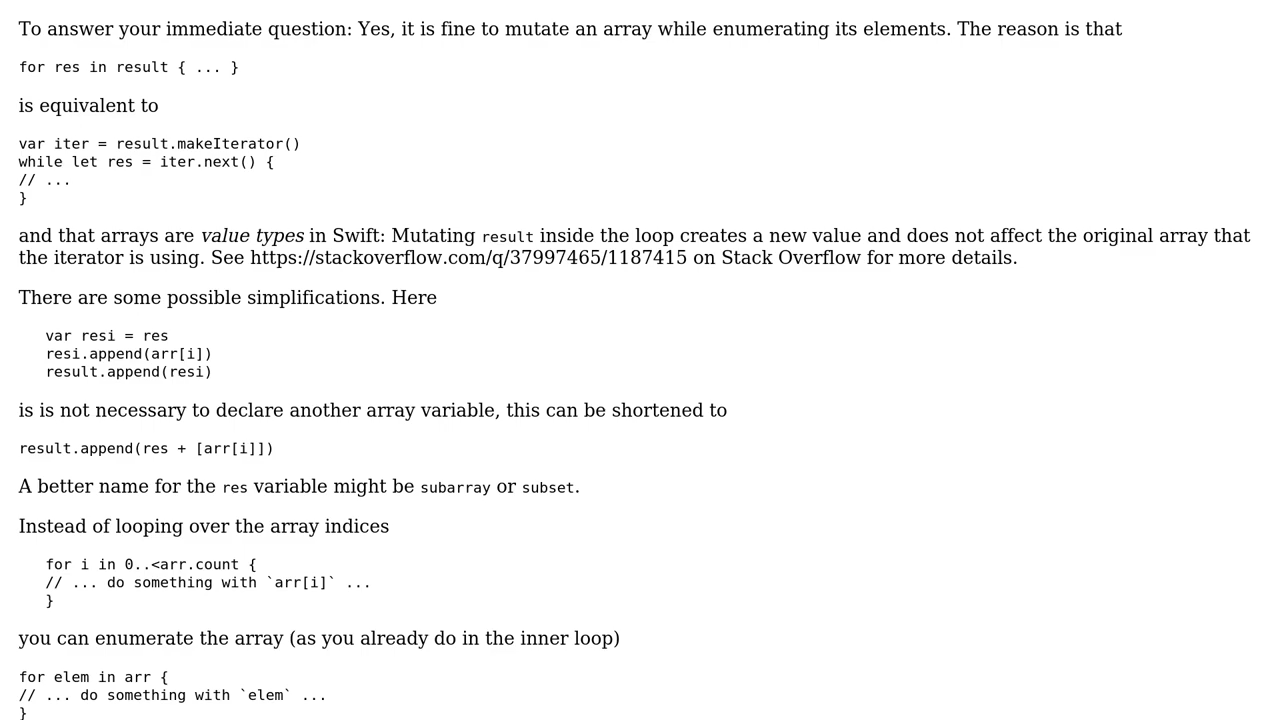 To answer your immediate question: Yes, it is fine to mutate an array while enumerating its elements. The reason is that
for res in result { ... }
is equivalent to
var iter = result.makeIterator()
while let res = iter.next() {
// ...
}
and that arrays are value types in Swift: Mutating result inside the loop creates a new value and does not affect the original array that
the iterator is using. See https://stackoverflow.com/q/37997465/1187415 on Stack Overflow for more details.
There are some possible simplifications. Here
var resi = res
resi.append(arr[i])
result.append(resi)
is is not necessary to declare another array variable, this can be shortened to
result.append(res + [arr[i]])
A better name for the res variable might be subarray or subset.
Instead of looping over the array indices
for i in 0..<arr.count {
// ... do something with `arr[i]` ...
}
you can enumerate the array (as you already do in the inner loop)
for elem in arr {
// ... do something with `elem` ...
}